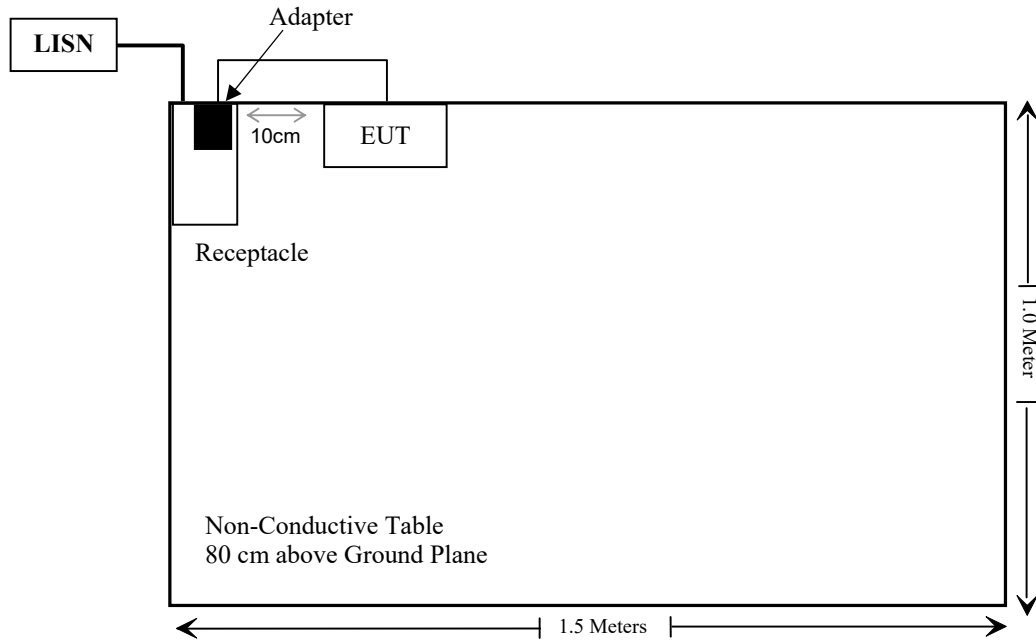 Adapter
LISN
10cm
EUT
Receptacle
1.0 Meter
Non-Conductive Table
80 cm above Ground Plane
1.5 Meters